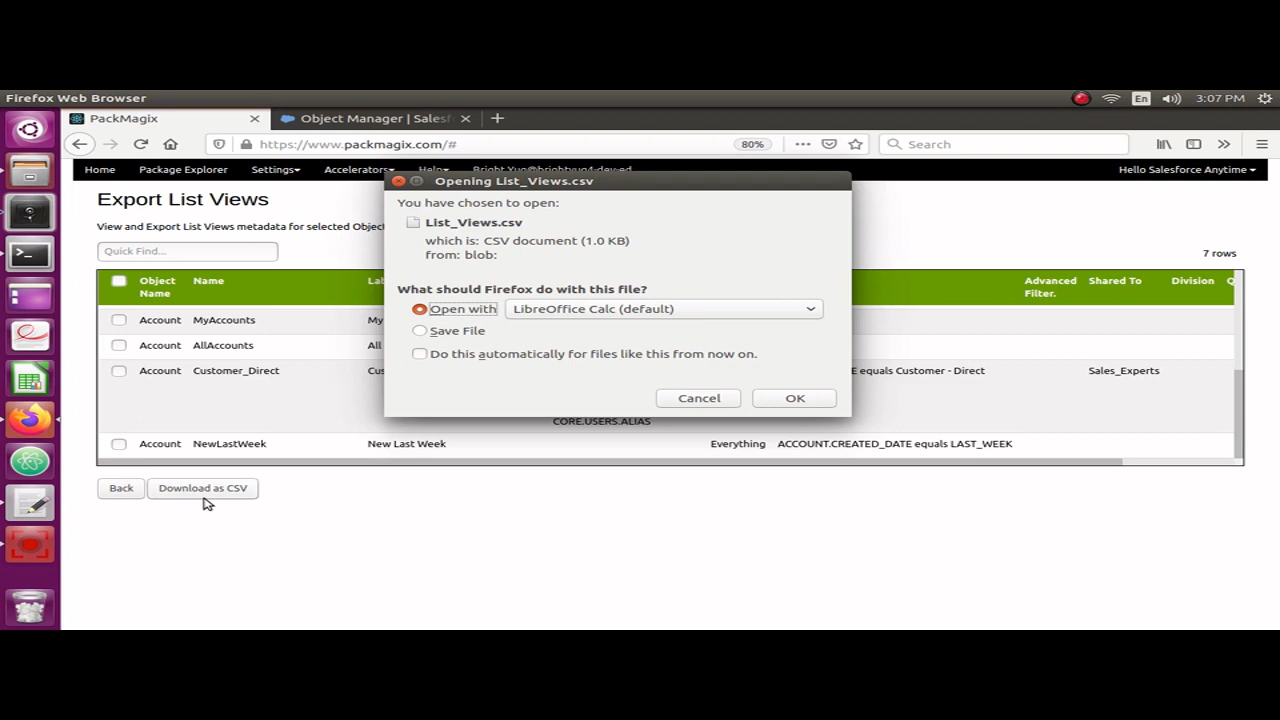 Firefox Web Browser
En
3:07 PM
PackMagix
Object Manager | Salesf
https://www.packmagix.com/#
80%
Search
Home
Package Explorer
Settings
Accelerators
Opening List_Views.csv
Hello Salesforce Anytime
Export List Views
You have chosen to open:
List_Views.csv
View and Export List Views metadata for selected Objec
which is: CSV document (1.0 KB)
from: blob:
Quick Find...
7 rows
Object Name
Name
Lab
Advanced Filter.
Shared To
Division
What should Firefox do with this file?
Open with
LibreOffice Calc (default)
Save File
Do this automatically for files like this from now on.
Cancel
OK
Account MyAccounts My
Account AllAccounts All
Account Customer_Direct Cus
E equals Customer - Direct Sales_Experts
CORE.USERS.ALIAS
Account NewLastWeek New Last Week Everything ACCOUNT.CREATED_DATE equals LAST_WEEK
Back
Download as CSV